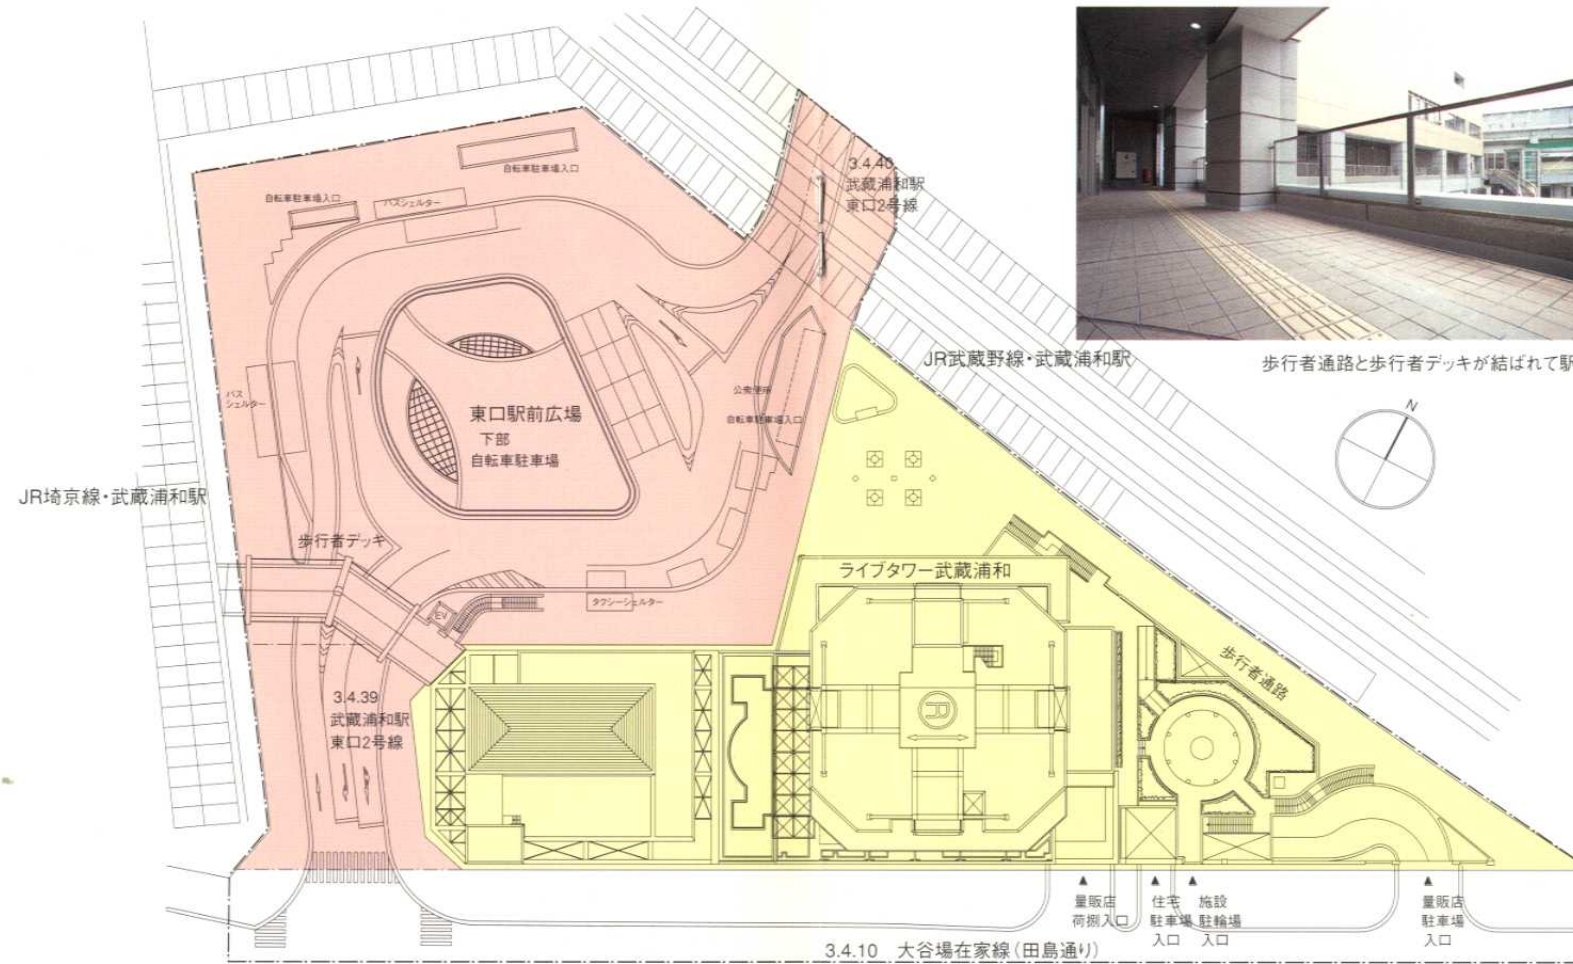 自転車駐車場入口
自転車駐車場入口
バスシェルター
3.4.40
武蔵浦和駅
東口2号線
JR武蔵野線・武蔵浦和駅
歩行者通路と歩行者デッキが結ばれて駅
N
バス
シェルター
公衆便所
自転車駐車場入口
東口駅前広場
下部
自転車駐車場
JR埼京線・武蔵浦和駅
歩行者デッキ
EV
タクシーシェルター
ライブタワー武蔵浦和
歩行者通路
R
3.4.39
武蔵浦和駅
東口2号線
量販店
荷捌入口
住宅
駐車場
入口
施設
駐輪場
入口
量販店
駐車場
入口
3.4.10 大谷場在家線(田島通り)